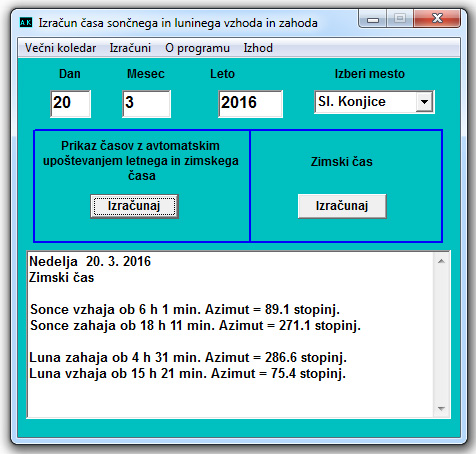 A.K Izračun časa sončnega in luninega vzhoda in zahoda
Večni koledar Izračuni O programu Izhod
Dan Mesec Leto Izberi mesto
20 3 2016 Sl. Konjice
Prikaz časov z avtomatskim
upoštevanjem letnega in zimskega
časa
Zimski čas
Izračunaj Izračunaj
Nedelja 20. 3. 2016
Zimski čas
Sonce vzhaja ob 6 h 1 min. Azimut = 89.1 stopinj.
Sonce zahaja ob 18 h 11 min. Azimut = 271.1 stopinj.
Luna zahaja ob 4 h 31 min. Azimut = 286.6 stopinj.
Luna vzhaja ob 15 h 21 min. Azimut = 75.4 stopinj.